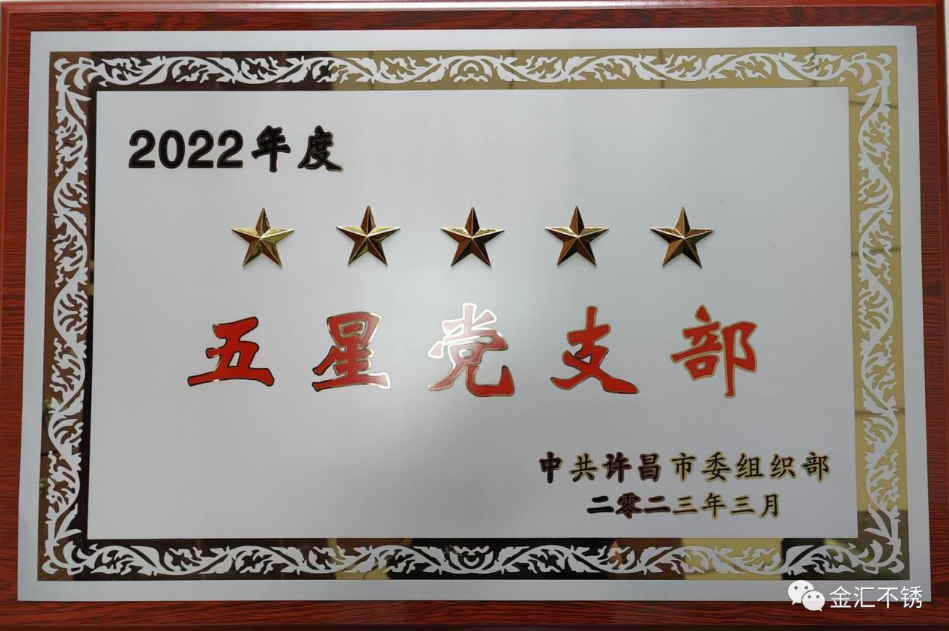 2022年度
五星党支部
中共许昌市委组织部
二零二三年三月
金汇不锈